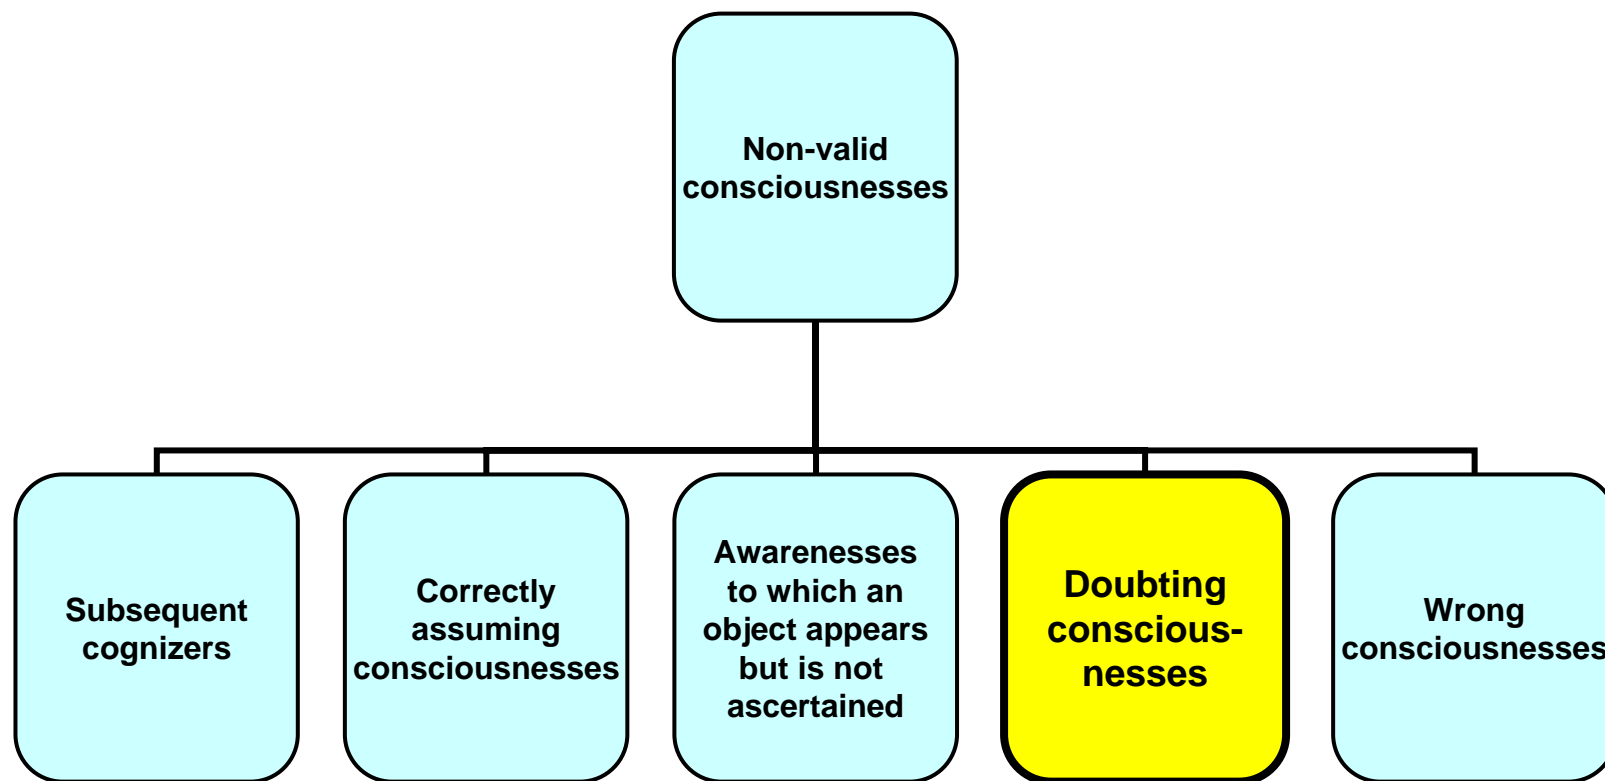 Non-valid
consciousnesses
Subsequent
cognizers
Correctly
assuming
consciousnesses
Awarenesses
to which an
object appears
but is not
ascertained
Doubting
conscious-
nesses
Wrong
consciousnesses